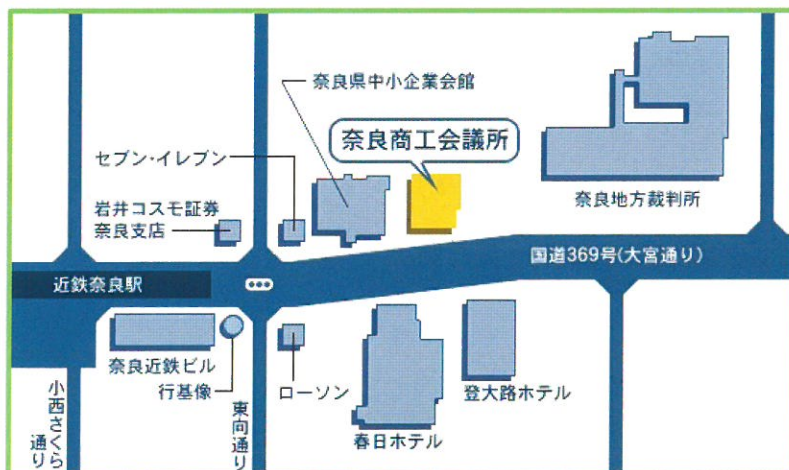 奈良県中小企業会館
奈良商工会議所
セブン・イレブン
岩井コスモ証券
奈良支店
奈良地方裁判所
国道369号(大宮通り)
近鉄奈良駅
奈良近鉄ビル
行基像
ローソン
登大路ホテル
春日ホテル
小西さくら
通り
東向通り